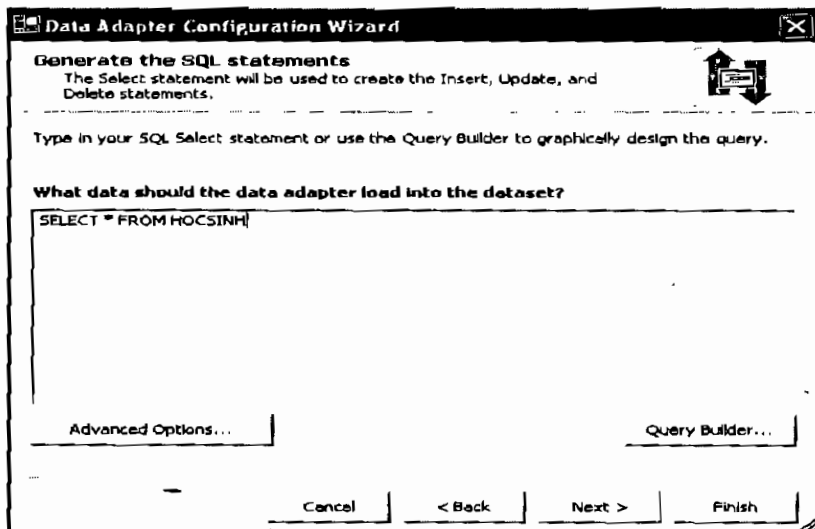 Data Adapter Configuration Wizard
Generate the SQL statements
The Select statement will be used to create the Insert, Update, and
Delete statements.
Type in your SQL Select statement or use the Query Builder to graphically design the query.
What data should the data adapter load into the dataset?
SELECT * FROM HOCSINH
Advanced Options...
Query Builder...
Cancel
< Back
Next >
Finish